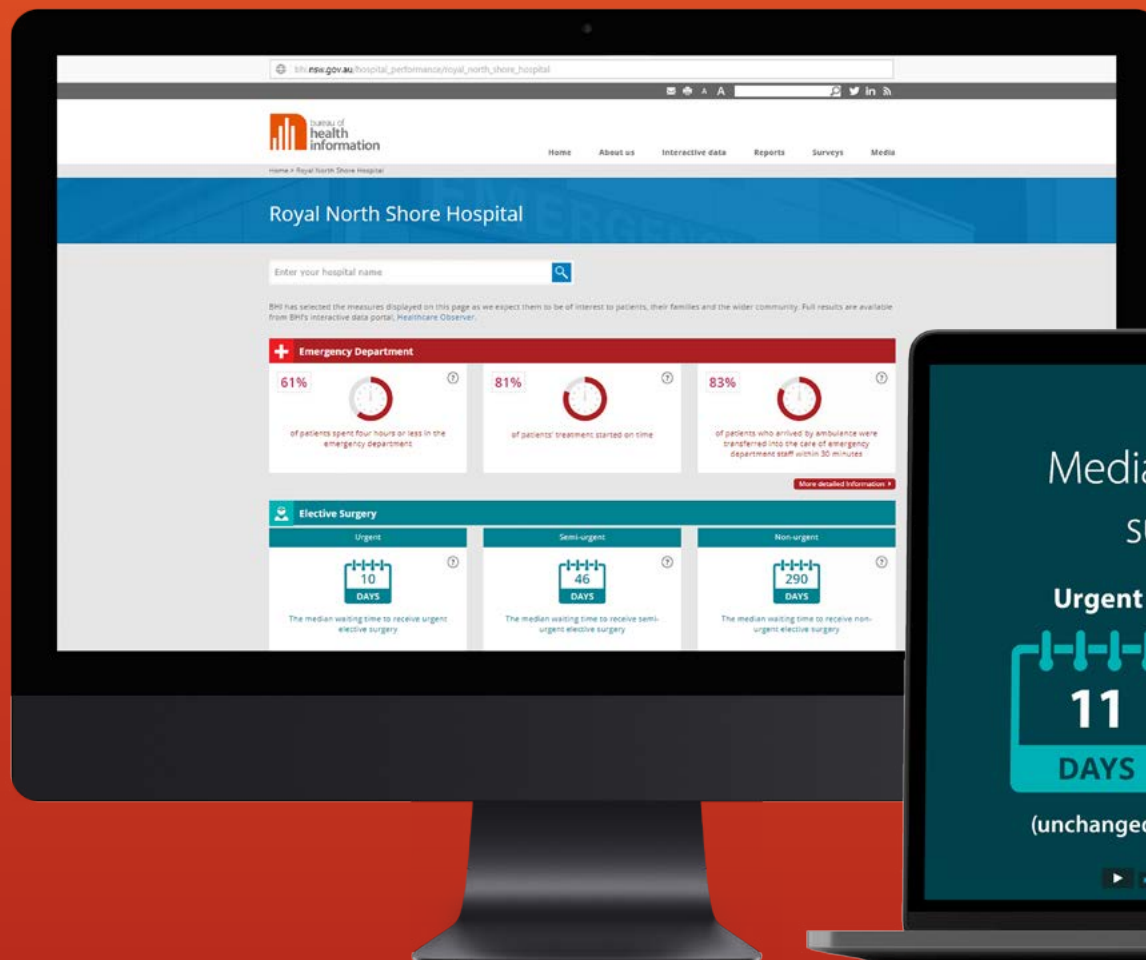 bhi.nsw.gov.au/hospital_performance/royal_north_shore_hospital
A A
in
bureau of
health
information
Home About us Interactive data Reports Surveys Media
Home > Royal North Shore Hospital
EMERGENCY
Royal North Shore Hospital
Enter your hospital name
BHI has selected the measures displayed on this page as we expect them to be of interest to patients, their families and the wider community. Full results are available
from BHI's interactive data portal, Healthcare Observer.
Emergency Department
61% ? 81% ? 83% ?
of patients spent four hours or less in the
emergency department
of patients' treatment started on time
of patients who arrived by ambulance were
transferred into the care of emergency
department staff within 30 minutes
More detailed information
Elective Surgery
Urgent Semi-urgent Non-urgent
? ? ?
10
DAYS
The median waiting time to receive urgent
elective surgery
46
DAYS
The median waiting time to receive semi-
urgent elective surgery
290
DAYS
The median waiting time to receive non-
urgent elective surgery
Media
su
Urgent
11
DAYS
(unchanged